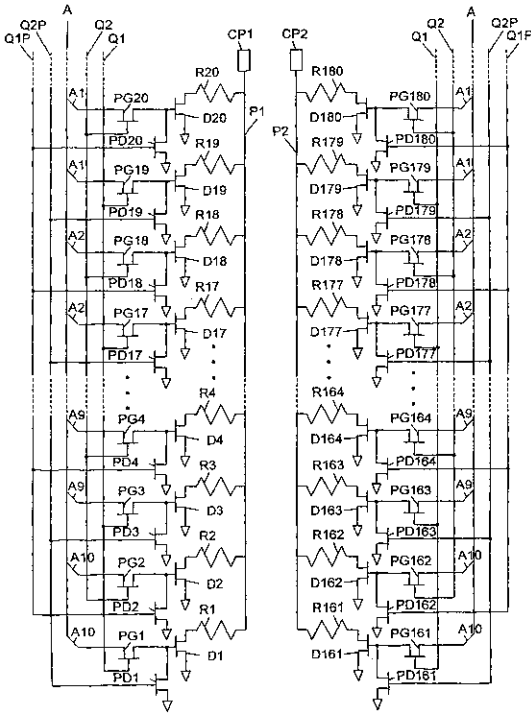 A A
Q2P Q2 CP1 CP2 Q2 Q2P
Q1P Q1 Q1 Q1P
A1 PG20 R20 R180 PG180 A1
D20 P1 D180
PD20 P2 PD180
A1 PG19 R19 R179 PG179 A1
D19 D179
PD19 PD179
A2 PG18 R18 R178 PG178 A2
D18 D178
PD18 PD178
A2 PG17 R17 R177 PG177 A2
D17 D177
PD17 PD177
A9 PG4 R4 R164 PG164 A9
D4 D164
PD4 PD164
A9 PG3 R3 R163 PG163 A9
D3 D163
PD3 PD163
A10 PG2 R2 R162 PG162 A10
D2 D162
PD2 PD162
A10 PG1 R1 R161 PG161 A10
D1 D161
PD1 PD161